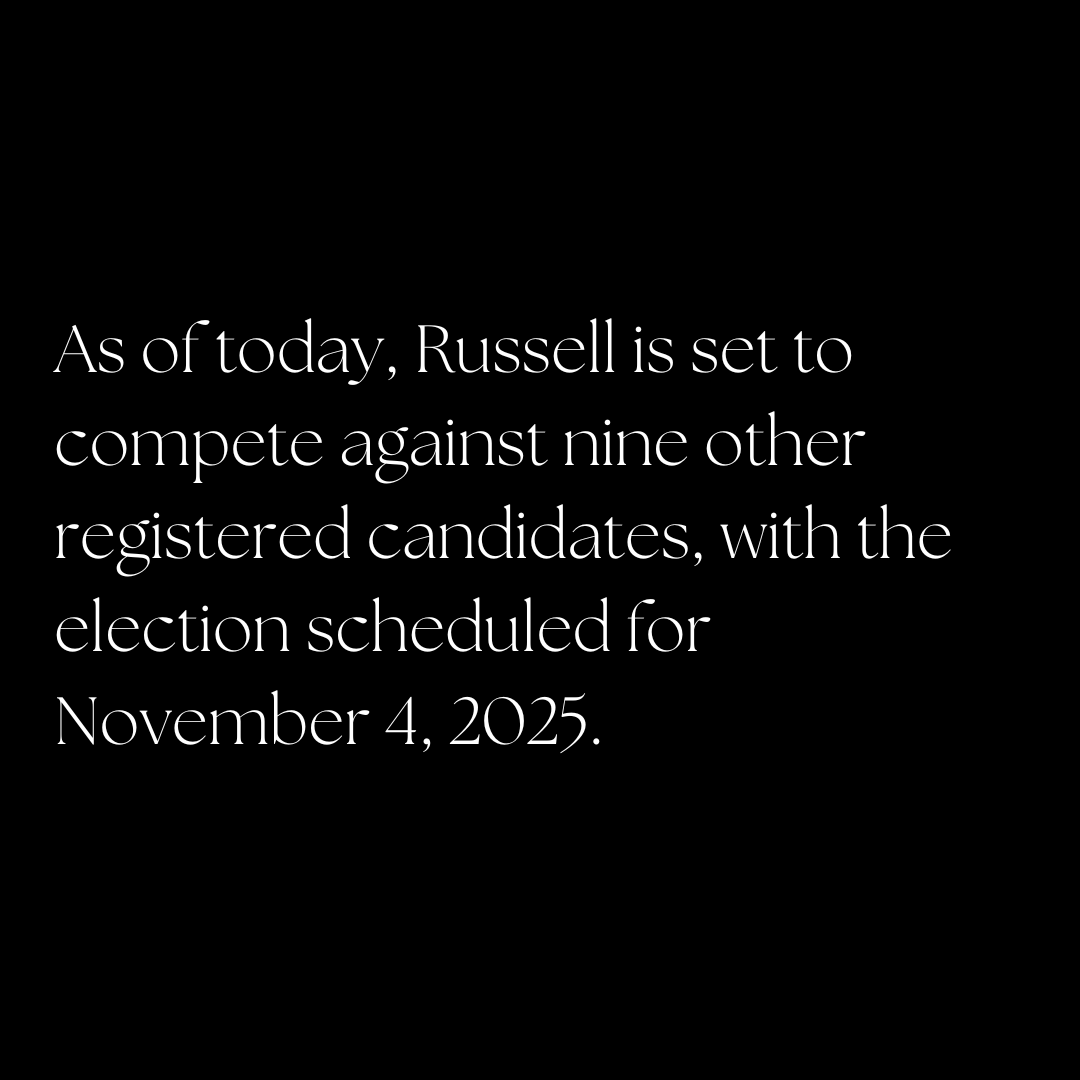 As of today, Russell is set to
compete against nine other
registered candidates, with the
election scheduled for
November 4, 2025.